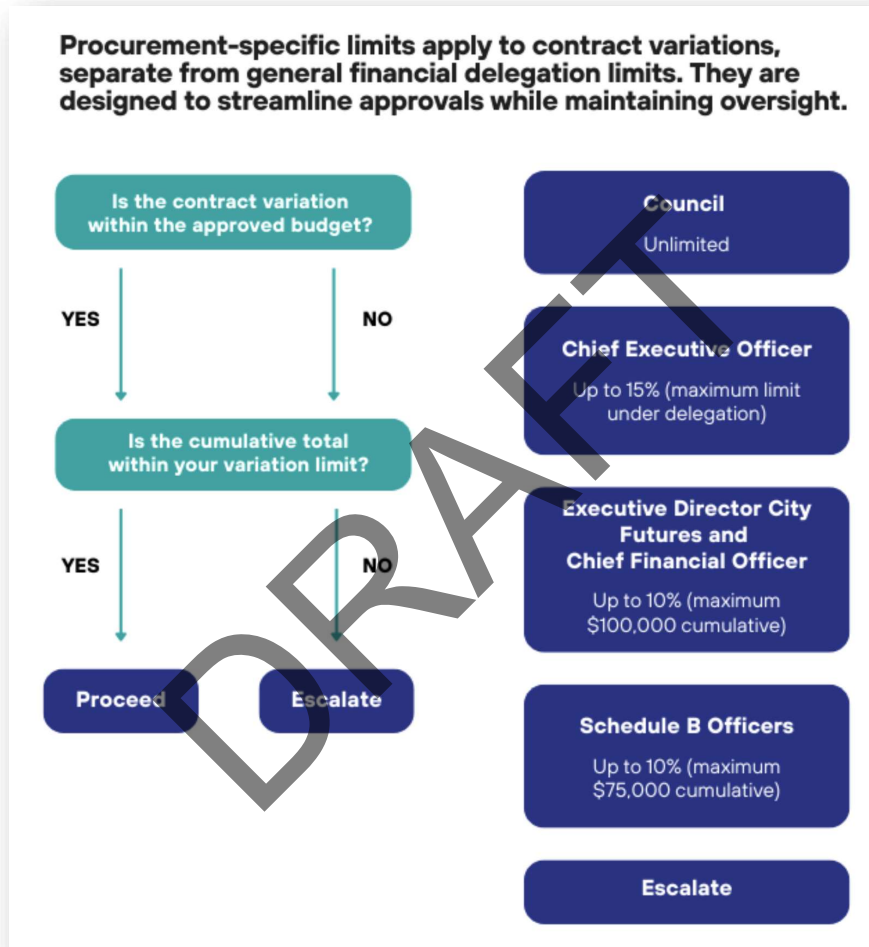 Procurement-specific limits apply to contract variations,
separate from general financial delegation limits. They are
designed to streamline approvals while maintaining oversight.
Is the contract variation
within the approved budget?
YES
NO
Is the cumulative total
within your variation limit?
YES
NO
Proceed
Escalate
Council
Unlimited
Chief Executive Officer
Up to 15% (maximum limit
under delegation)
Executive Director City
Futures and
Chief Financial Officer
Up to 10% (maximum
$100,000 cumulative)
Schedule B Officers
Up to 10% (maximum
$75,000 cumulative)
Escalate
DRAFT